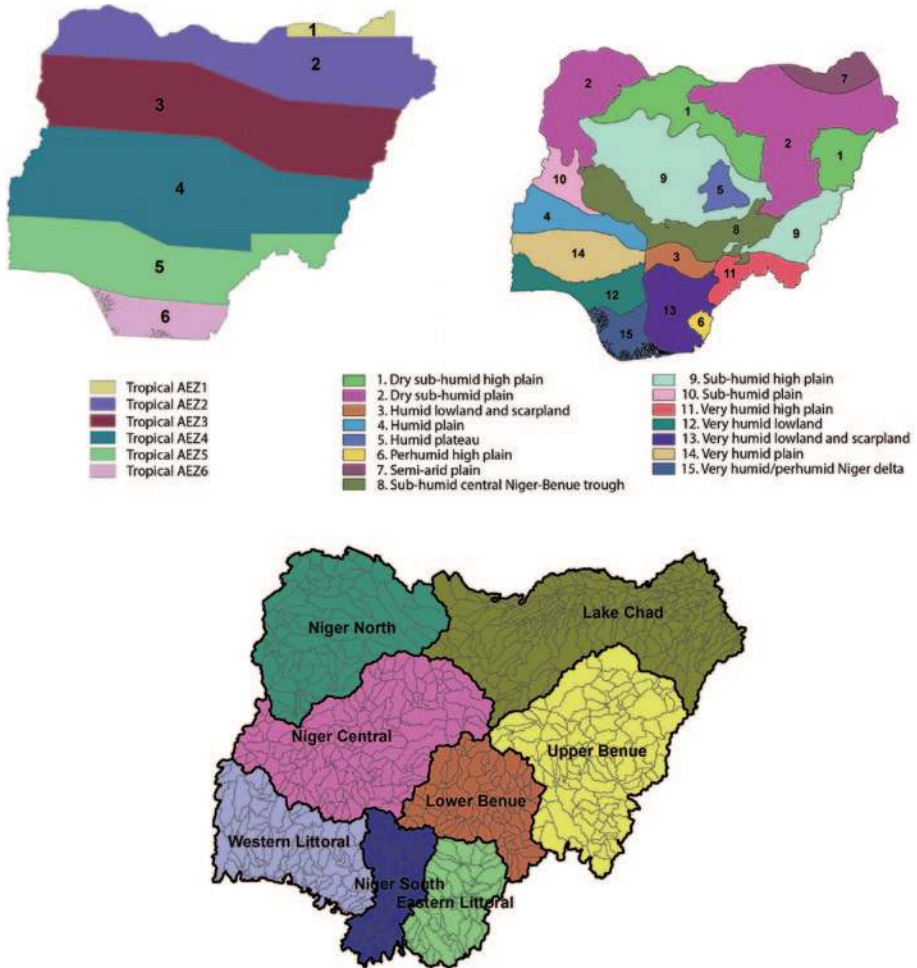 1
2
3
4
5
6
2
1
7
2
1
10
9
5
4
8
9
14
3
11
12
13
6
15
Tropical AEZ1
Tropical AEZ2
Tropical AEZ3
Tropical AEZ4
Tropical AEZ5
Tropical AEZ6
1. Dry sub-humid high plain
2. Dry sub-humid plain
3. Humid lowland and scarpland
4. Humid plain
5. Humid plateau
6. Perhumid high plain
7. Semi-arid plain
8. Sub-humid central Niger-Benue trough
9. Sub-humid high plain
10. Sub-humid plain
11. Very humid high plain
12. Very humid lowland
13. Very humid lowland and scarpland
14. Very humid plain
15. Very humid/perhumid Niger delta
Lake Chad
Niger North
Niger Central
Upper Benue
Lower Benue
Western Littoral
Niger South
Eastern Littoral